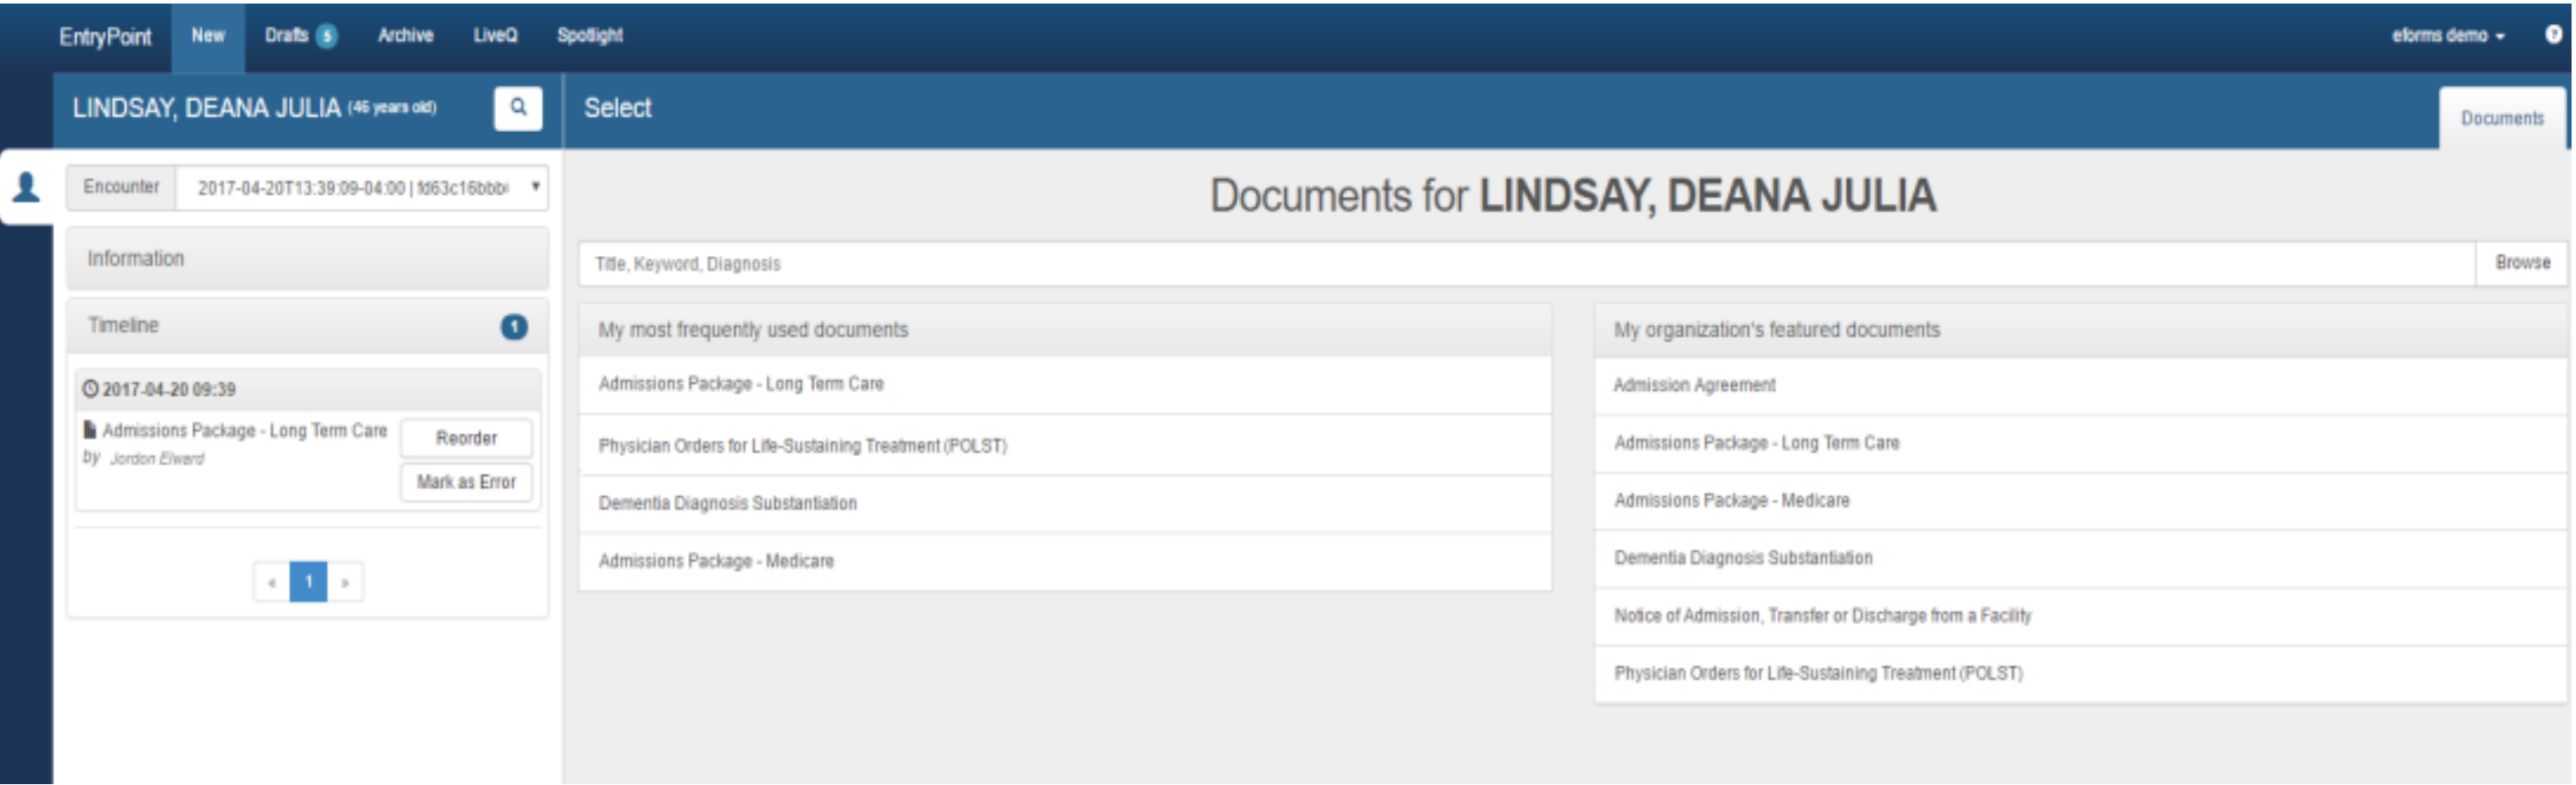 EntryPoint New Drafts 5 Archive LiveQ Spotlight eforms demo
LINDSAY, DEANA JULIA (46 years old)
Select
Documents
Encounter 2017-04-20T13:39:09-04:00 | fd63c16bbb
Information
Timeline 1
2017-04-20 09:39
Admissions Package - Long Term Care
by Jordon Elward
Reorder
Mark as Error
« 1 »
Documents for LINDSAY, DEANA JULIA
Title, Keyword, Diagnosis Browse
My most frequently used documents
Admissions Package - Long Term Care
Physician Orders for Life-Sustaining Treatment (POLST)
Dementia Diagnosis Substantiation
Admissions Package - Medicare
My organization's featured documents
Admission Agreement
Admissions Package - Long Term Care
Admissions Package - Medicare
Dementia Diagnosis Substantiation
Notice of Admission, Transfer or Discharge from a Facility
Physician Orders for Life-Sustaining Treatment (POLST)